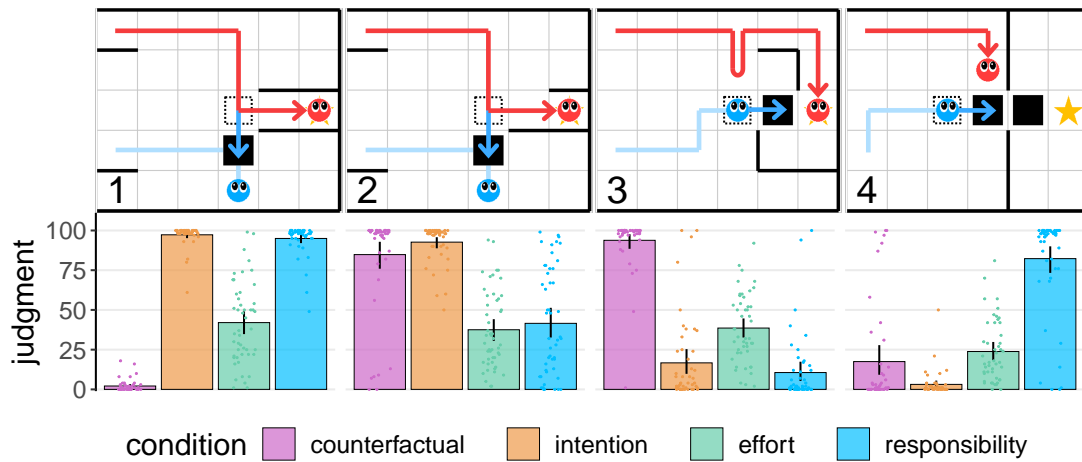 1 2 3 4
judgment
100
75
50
25
0
condition counterfactual intention effort responsibility